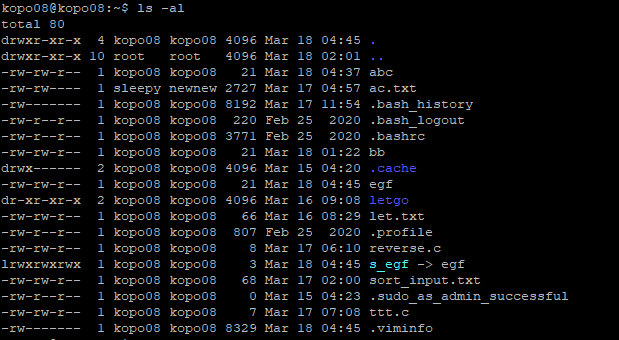 kopo08@kopo08:~$ ls -al
total 80
drwxr-xr-x  4 kopo08 kopo08 4096 Mar 18 04:45 .
drwxr-xr-x 10 root   root   4096 Mar 18 02:01 ..
-rw-rw-r--  1 kopo08 kopo08   21 Mar 18 04:37 abc
-rw-rw----  1 sleepy newnew 2727 Mar 17 04:57 ac.txt
-rw-------  1 kopo08 kopo08 8192 Mar 17 11:54 .bash_history
-rw-r--r--  1 kopo08 kopo08  220 Feb 25  2020 .bash_logout
-rw-r--r--  1 kopo08 kopo08 3771 Feb 25  2020 .bashrc
-rw-rw-r--  1 kopo08 kopo08   21 Mar 18 01:22 bb
drwx------  2 kopo08 kopo08 4096 Mar 15 04:20 .cache
-rw-rw-r--  1 kopo08 kopo08   21 Mar 18 04:45 egf
dr-xr-xr-x  2 kopo08 kopo08 4096 Mar 16 09:08 letgo
-rw-rw-r--  1 kopo08 kopo08   66 Mar 16 08:29 let.txt
-rw-r--r--  1 kopo08 kopo08  807 Feb 25  2020 .profile
-rw-rw-r--  1 kopo08 kopo08    8 Mar 17 06:10 reverse.c
lrwxrwxrwx  1 kopo08 kopo08    3 Mar 18 04:45 s_egf -> egf
-rw-rw-r--  1 kopo08 kopo08   68 Mar 17 02:00 sort_input.txt
-rw-r--r--  1 kopo08 kopo08    0 Mar 15 04:23 .sudo_as_admin_successful
-rw-rw-r--  1 kopo08 kopo08    7 Mar 17 07:08 ttt.c
-rw-------  1 kopo08 kopo08 8329 Mar 18 04:45 .viminfo